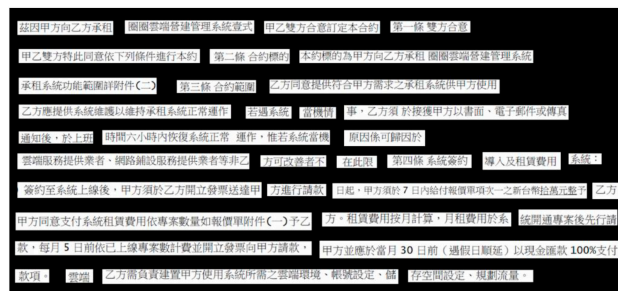 茲因甲方向乙方承租 圈圈雲端營建管理系統壹式 甲乙雙方合意訂定本合約 第一條 雙方合意
甲乙雙方特此同意依下列條件進行本約 第二條 合約標的 本約標的為甲方向乙方承租 圈圈雲端營建管理系統
承租系統功能範圍詳附件(二) 第三條 合約範圍 乙方同意提供符合甲方需求之承租系統供甲方使用
乙方應提供系統維護以維持承租系統正常運作 若遇系統 當機情 事，乙方須 於接獲甲方以書面、電子郵件或傳真
通知後，於上班 時間六小時內恢復系統正常 運作，惟若系統當機 原因係可歸因於
雲端服務提供業者、網路鋪設服務提供業者等非乙 方可改善者不 在此限 第四條 系統簽約 導入及租賃費用 系統：
簽約至系統上線後，甲方須於乙方開立發票送達甲 方進行請款 日起，甲方須於 7 日內給付報價單項次一之新台幣拾萬元整予 乙方
甲方同意支付系統租賃費用依專案數量如報價單附件(一)予乙 方。租賃費用按月計算，月租費用於系 統開通專案後先行請
款，每月 5 日前依已上線專案數計費並開立發票向甲方請款， 甲方並應於當月 30 日前（遇假日順延）以現金匯款 100%支付
款項。 雲端 乙方需負責建置甲方使用系統所需之雲端環境、帳號設定、儲 存空間設定、規劃流量。